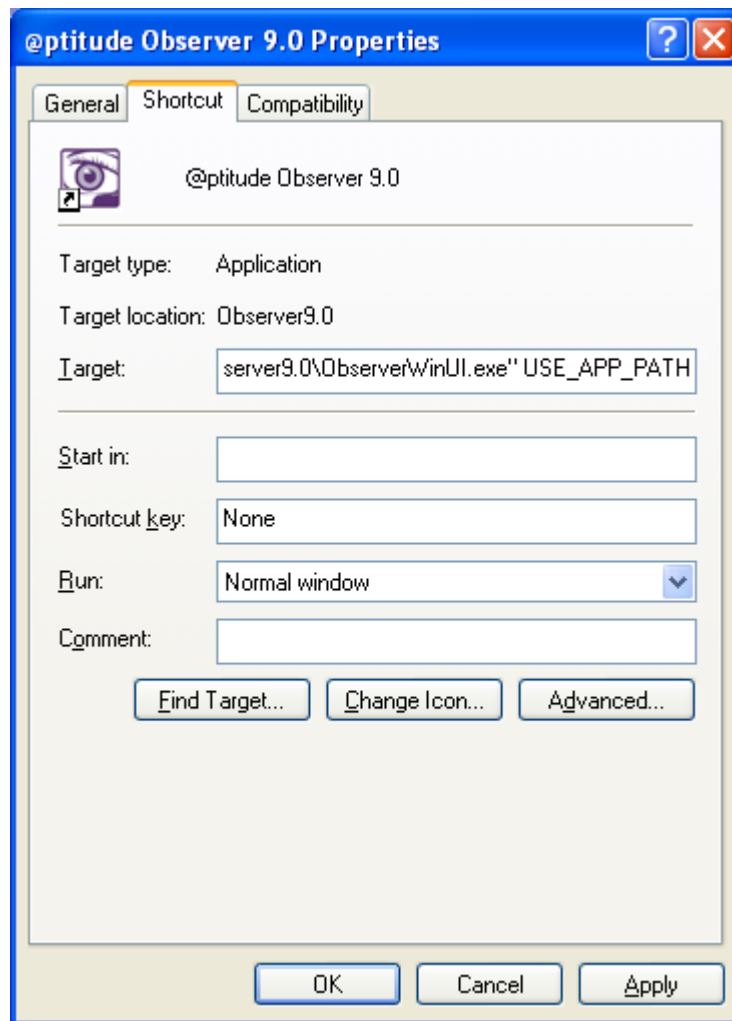 @ptitude Observer 9.0 Properties
?
General Shortcut Compatibility
@ptitude Observer 9.0
Target type: Application
Target location: Observer9.0
Target: server9.0\ObserverWinUI.exe" USE_APP_PATH
Start in:
Shortcut key: None
Run: Normal window
Comment:
Find Target... Change Icon... Advanced...
OK Cancel Apply